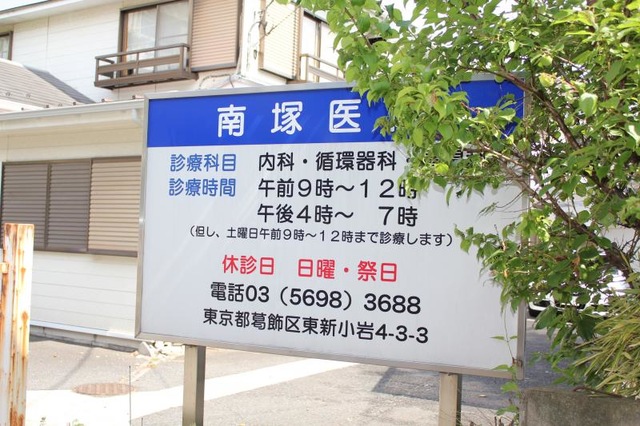 南塚医
診療科目 内科・循環器科・
診療時間 午前9時～12時
午後4時～ 7時
(但し、土曜日午前9時～12時まで診療します)
休診日 日曜・祭日
電話03(5698)3688
東京都葛飾区東新小岩4-3-3